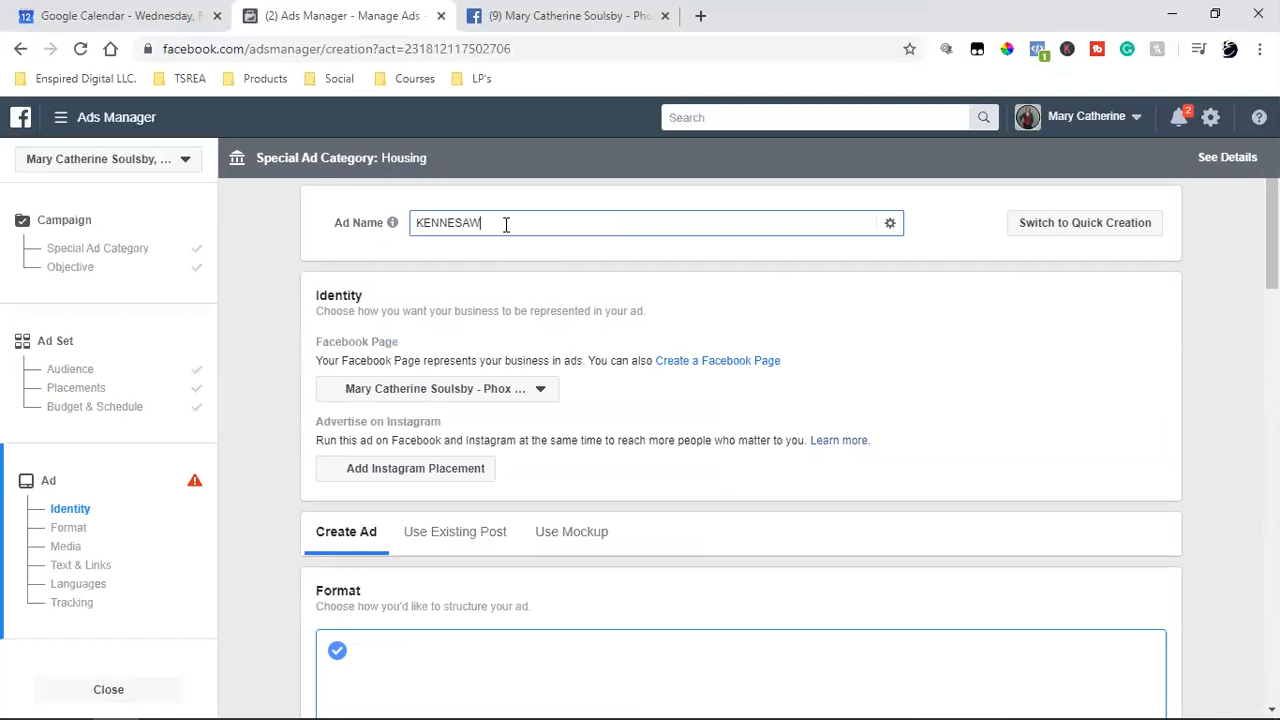 Google Calendar - Wednesday, F
(2) Ads Manager - Manage Ads -
(9) Mary Catherine Soulsby - Pho
facebook.com/adsmanager/creation?act=231812117502706
Enspired Digital LLC.
TSREA
Products
Social
Courses
LP's
Ads Manager
Search
Mary Catherine
2
Mary Catherine Soulsby, ...
Special Ad Category: Housing
See Details
Campaign
Special Ad Category
Objective
Ad Set
Audience
Placements
Budget & Schedule
Ad
Identity
Format
Media
Text & Links
Languages
Tracking
Close
Ad Name
KENNESAW
Switch to Quick Creation
Identity
Choose how you want your business to be represented in your ad.
Facebook Page
Your Facebook Page represents your business in ads. You can also Create a Facebook Page
Mary Catherine Soulsby - Phox ...
Advertise on Instagram
Run this ad on Facebook and Instagram at the same time to reach more people who matter to you. Learn more.
Add Instagram Placement
Create Ad
Use Existing Post
Use Mockup
Format
Choose how you'd like to structure your ad.